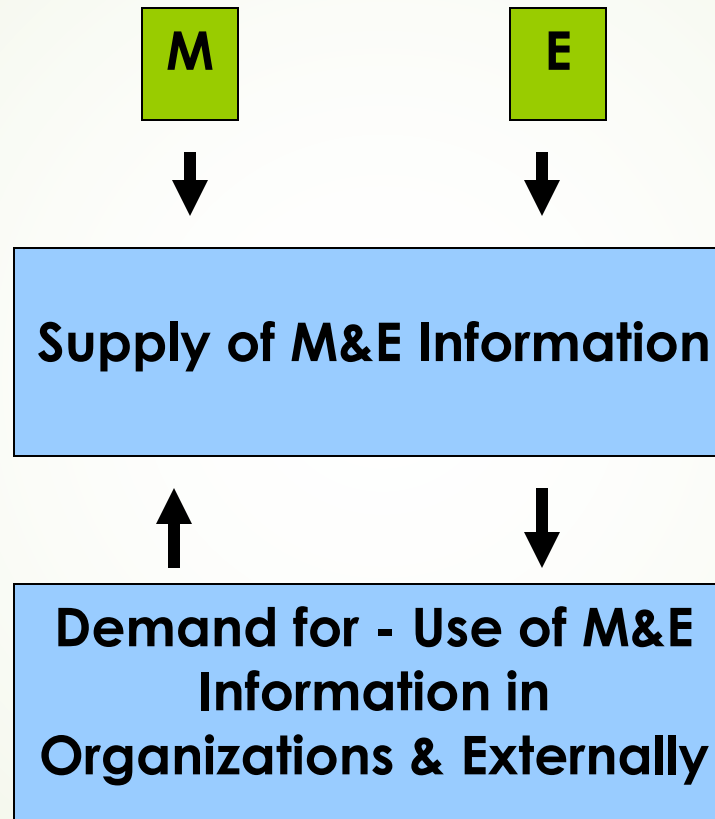 M
E
Supply of M&E Information
Demand for - Use of M&E
Information in
Organizations & Externally